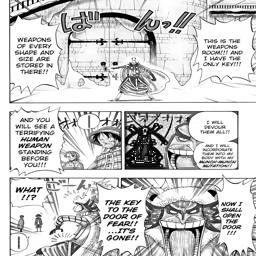 ばんっ!!
WEAPONS
OF EVERY
SHAPE AND
SIZE ARE
STORED IN
THERE!!
THIS IS THE
WEAPONS
ROOM!!! AND
I HAVE THE
ONLY KEY!!!
AND YOU
WILL SEE A
TERRIFYING
HUMAN
WEAPON
STANDING
BEFORE
YOU!!!
I WILL
DEVOUR
THEM ALL!!
AND I WILL
INCORPORATE
THEM INTO MY
BODY WITH MY
MUNCH-MUNCH
MUTATION!!
WHAT
!!?
THE KEY
TO THE
DOOR OF
FEAR!!
...IT'S
GONE!!
NOW I
SHALL
OPEN
THE
DOOR
!!!